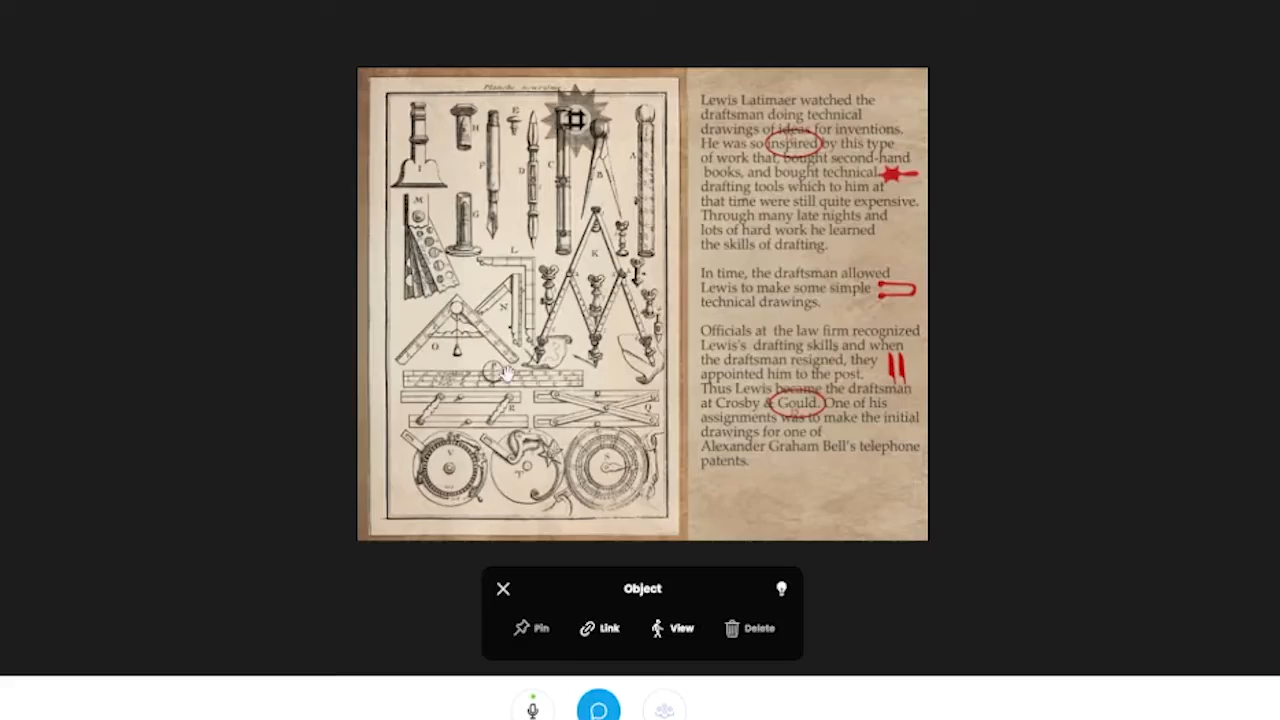 Lewis Latimaer watched the
draftsman doing technical
drawings of ideas for inventions.
He was so inspired by this type
of work that, bought second-hand
books, and bought technical
drafting tools which to him at
that time were still quite expensive.
Through many late nights and
lots of hard work he learned
the skills of drafting.
In time, the draftsman allowed
Lewis to make some simple
technical drawings.
Officials at the law firm recognized
Lewis's drafting skills and when
the draftsman resigned, they
appointed him to the post.
Thus Lewis became the draftsman
at Crosby & Gould. One of his
assignments was to make the initial
drawings for one of
Alexander Graham Bell's telephone
patents.
Object
Pin
Link
View
Delete